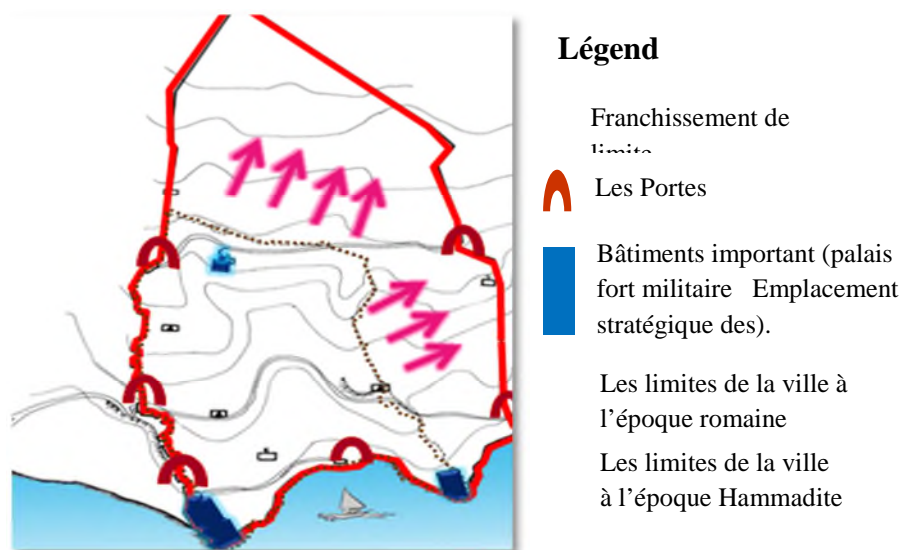 Légend
Franchissement de
limite
Les Portes
Bâtiments important (palais
fort militaire Emplacement
stratégique des).
Les limites de la ville à
l'époque romaine
Les limites de la ville
à l'époque Hammadite